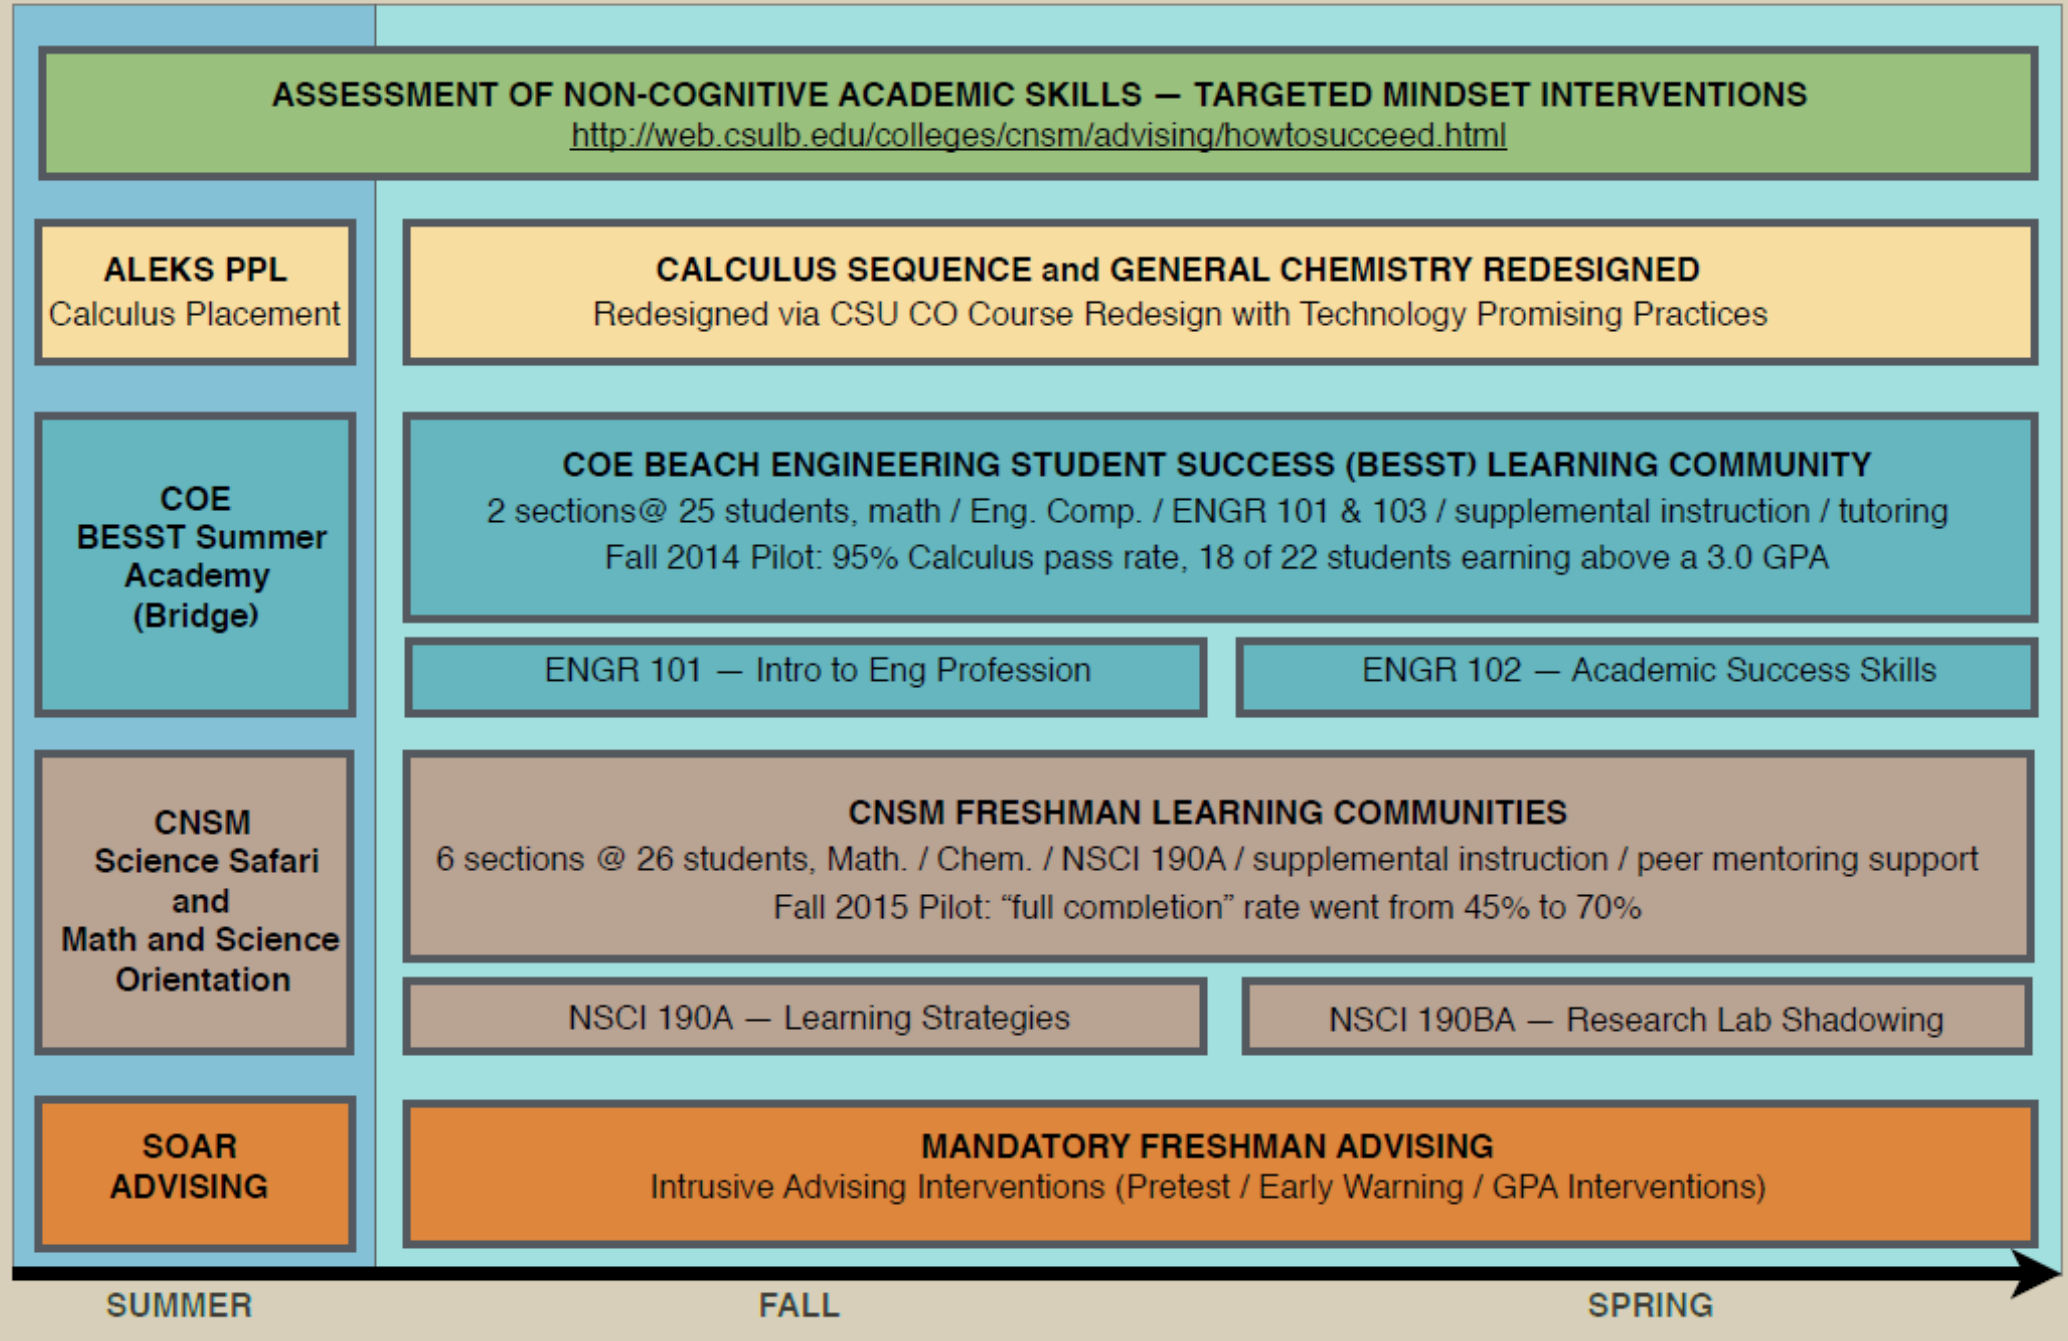 ASSESSMENT OF NON-COGNITIVE ACADEMIC SKILLS — TARGETED MINDSET INTERVENTIONS
http://web.csulb.edu/colleges/cnsm/advising/howtosucceed.html
ALEKS PPL
Calculus Placement
CALCULUS SEQUENCE and GENERAL CHEMISTRY REDESIGNED
Redesigned via CSU CO Course Redesign with Technology Promising Practices
COE
BESST Summer
Academy
(Bridge)
COE BEACH ENGINEERING STUDENT SUCCESS (BESST) LEARNING COMMUNITY
2 sections@ 25 students, math / Eng. Comp. / ENGR 101 & 103 / supplemental instruction / tutoring
Fall 2014 Pilot: 95% Calculus pass rate, 18 of 22 students earning above a 3.0 GPA
ENGR 101 — Intro to Eng Profession
ENGR 102 — Academic Success Skills
CNSM
Science Safari
and
Math and Science
Orientation
CNSM FRESHMAN LEARNING COMMUNITIES
6 sections @ 26 students, Math. / Chem. / NSCI 190A / supplemental instruction / peer mentoring support
Fall 2015 Pilot: “full completion” rate went from 45% to 70%
NSCI 190A — Learning Strategies
NSCI 190BA — Research Lab Shadowing
SOAR
ADVISING
MANDATORY FRESHMAN ADVISING
Intrusive Advising Interventions (Pretest / Early Warning / GPA Interventions)
SUMMER
FALL
SPRING